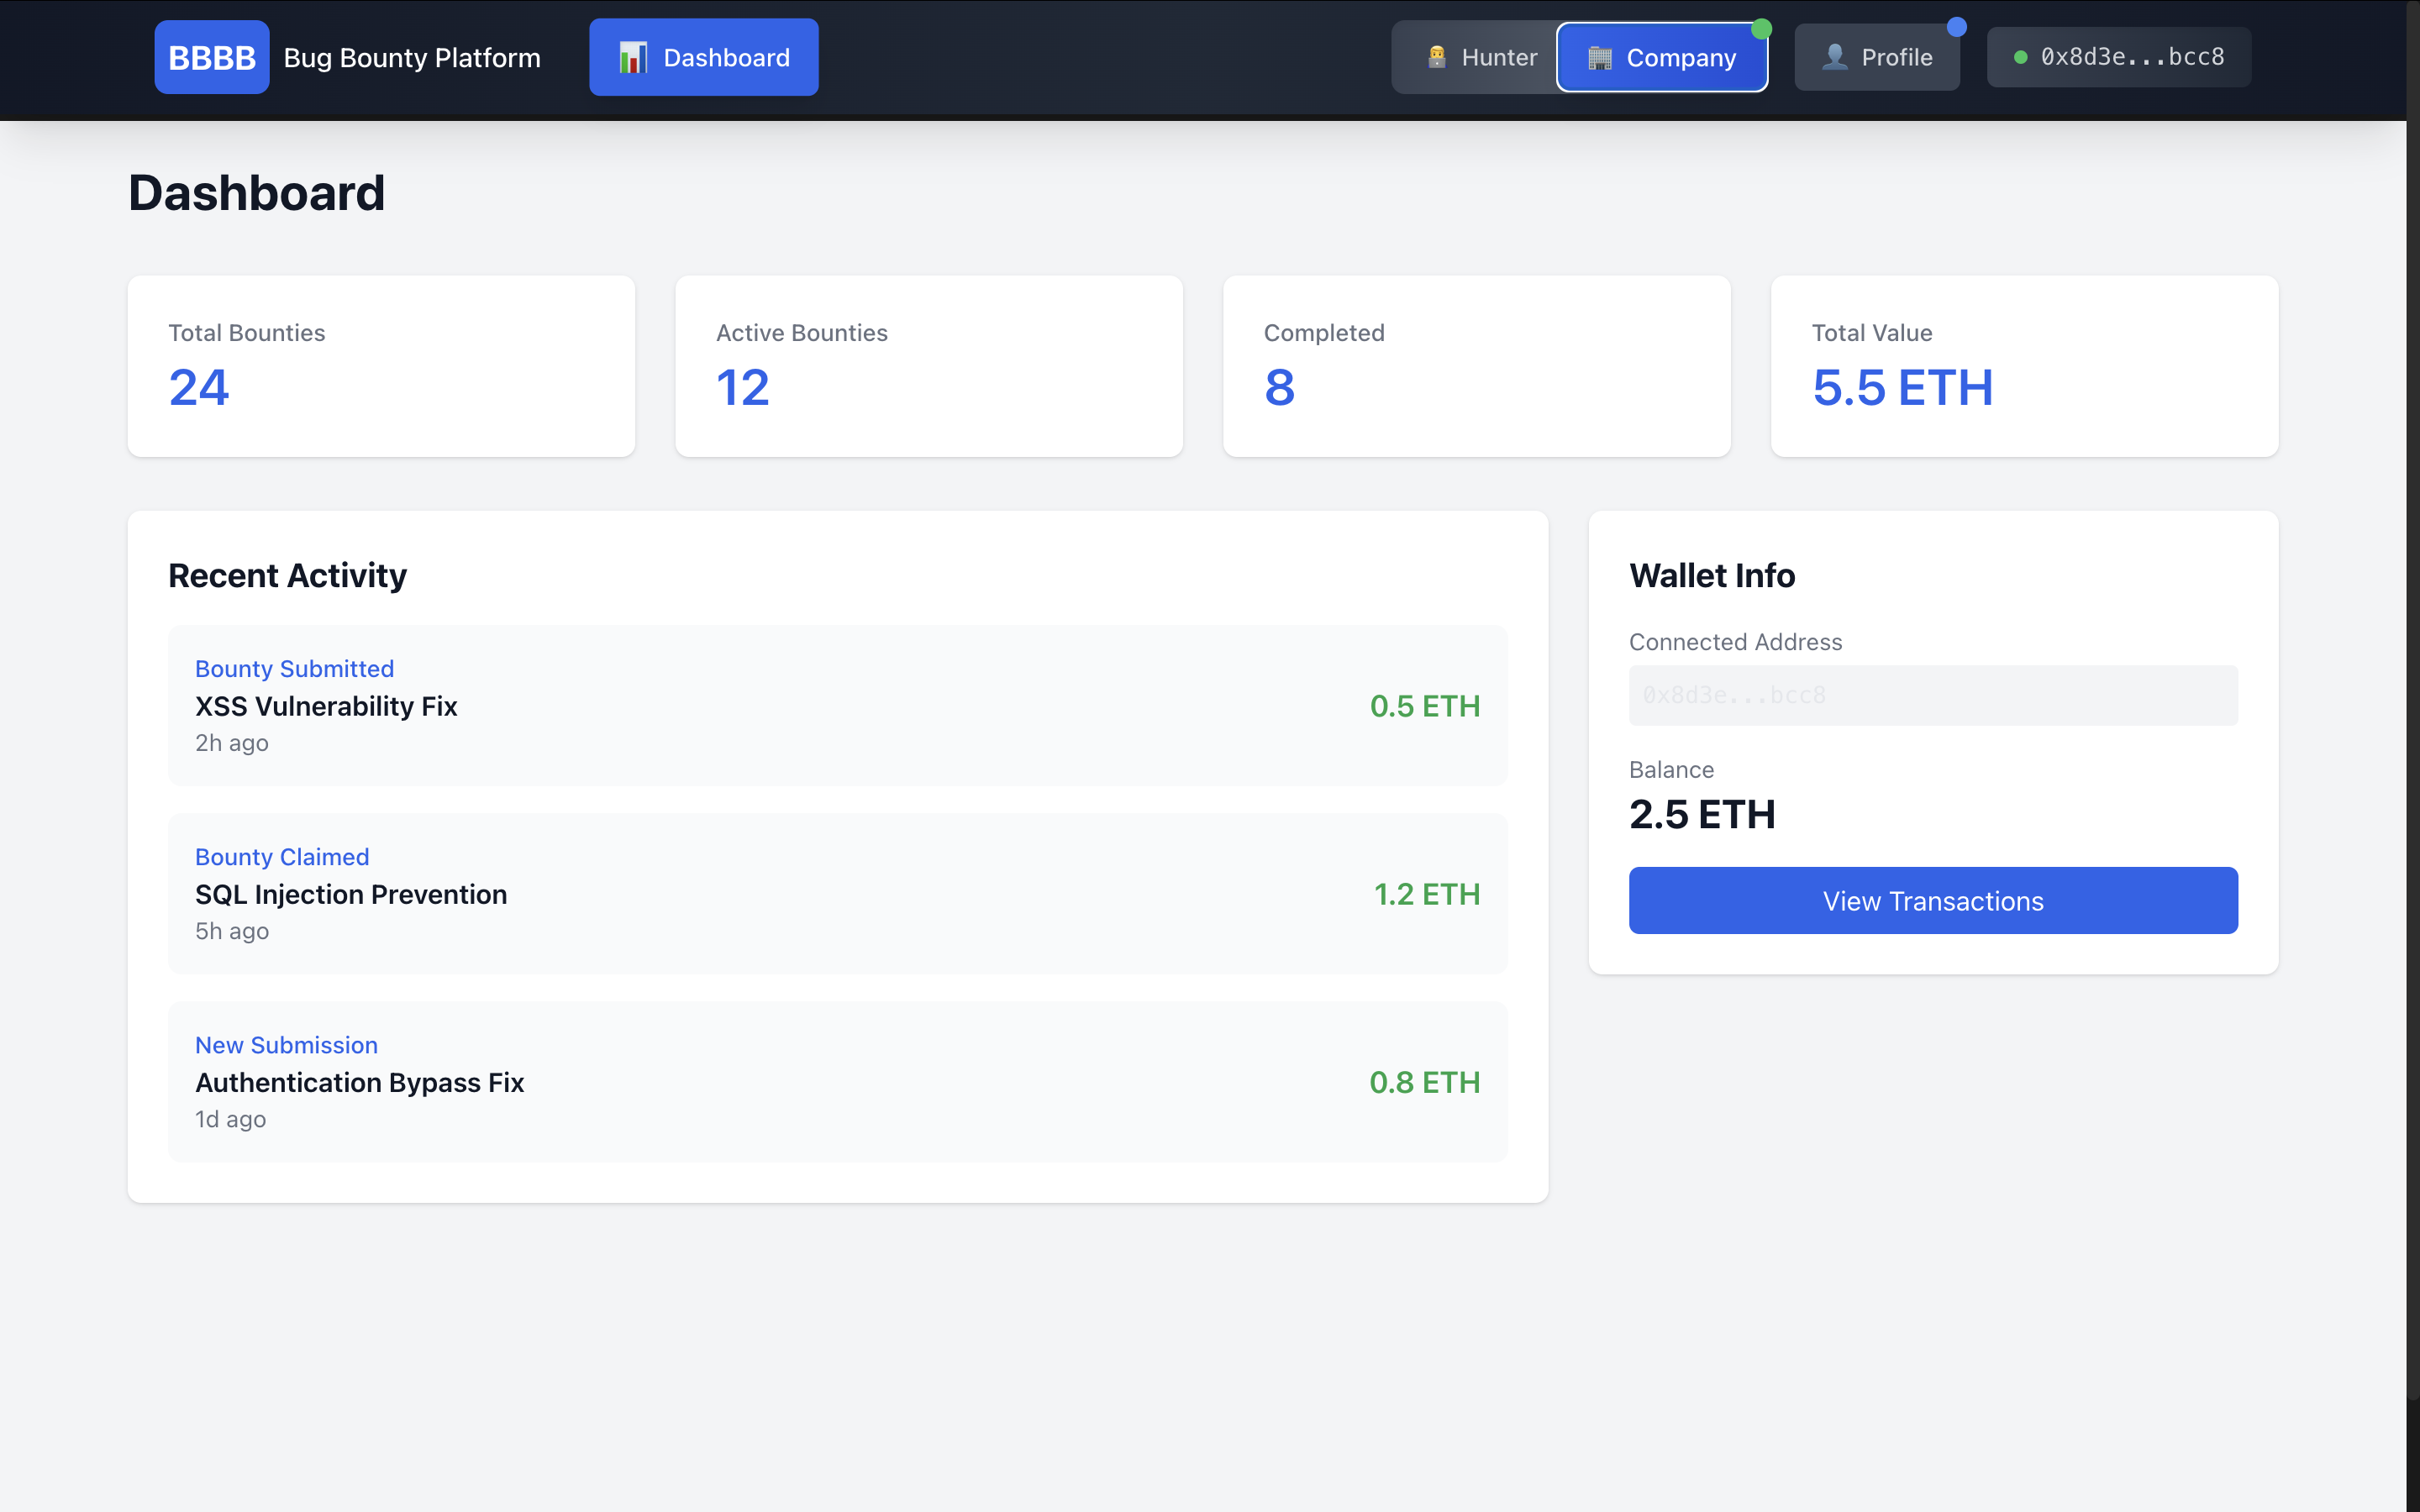 BBBB Bug Bounty Platform Dashboard Hunter Company Profile 0x8d3e...bcc8
Dashboard
Total Bounties
24
Active Bounties
12
Completed
8
Total Value
5.5 ETH
Recent Activity
Bounty Submitted
XSS Vulnerability Fix
2h ago
0.5 ETH
Bounty Claimed
SQL Injection Prevention
5h ago
1.2 ETH
New Submission
Authentication Bypass Fix
1d ago
0.8 ETH
Wallet Info
Connected Address
0x8d3e...bcc8
Balance
2.5 ETH
View Transactions